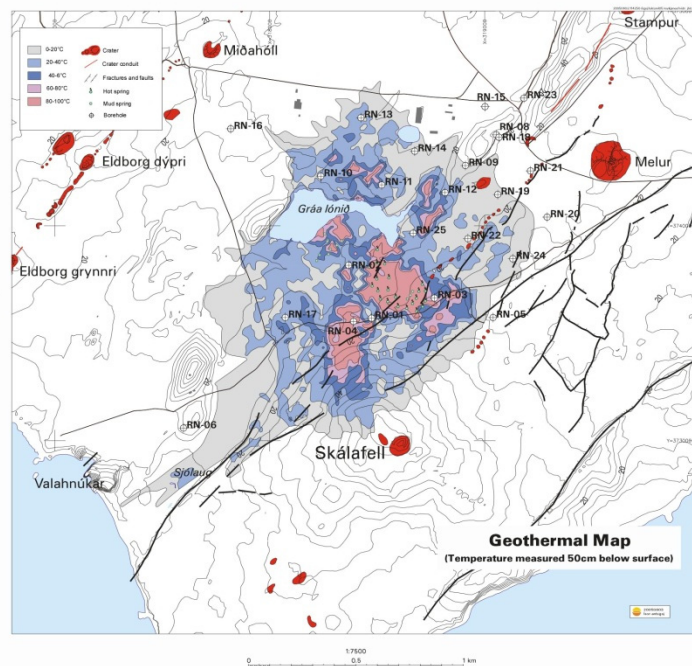 Stampur
Miðahóll
0-20°C
20-40°C
40-6°C
60-80°C
80-100°C
Crater
Crater conduit
Fractures and faults
Hot spring
Mud spring
Borehole
RN-15
RN-23
RN-13
RN-16
RN-08
RN-18
RN-14
Eldborg dýpri
RN-09
Melur
RN-10
RN-11
RN-21
RN-12
RN-19
Gráa lónið
RN-20
RN-25
RN-22
RN-24
Eldborg grynnri
RN-02
RN-03
RN-17
RN-01
RN-05
RN-04
RN-06
Skálafell
Sjólaug
Valahnúkar
Geothermal Map
(Temperature measured 50cm below surface)
1:7500
0 0.5 1 km